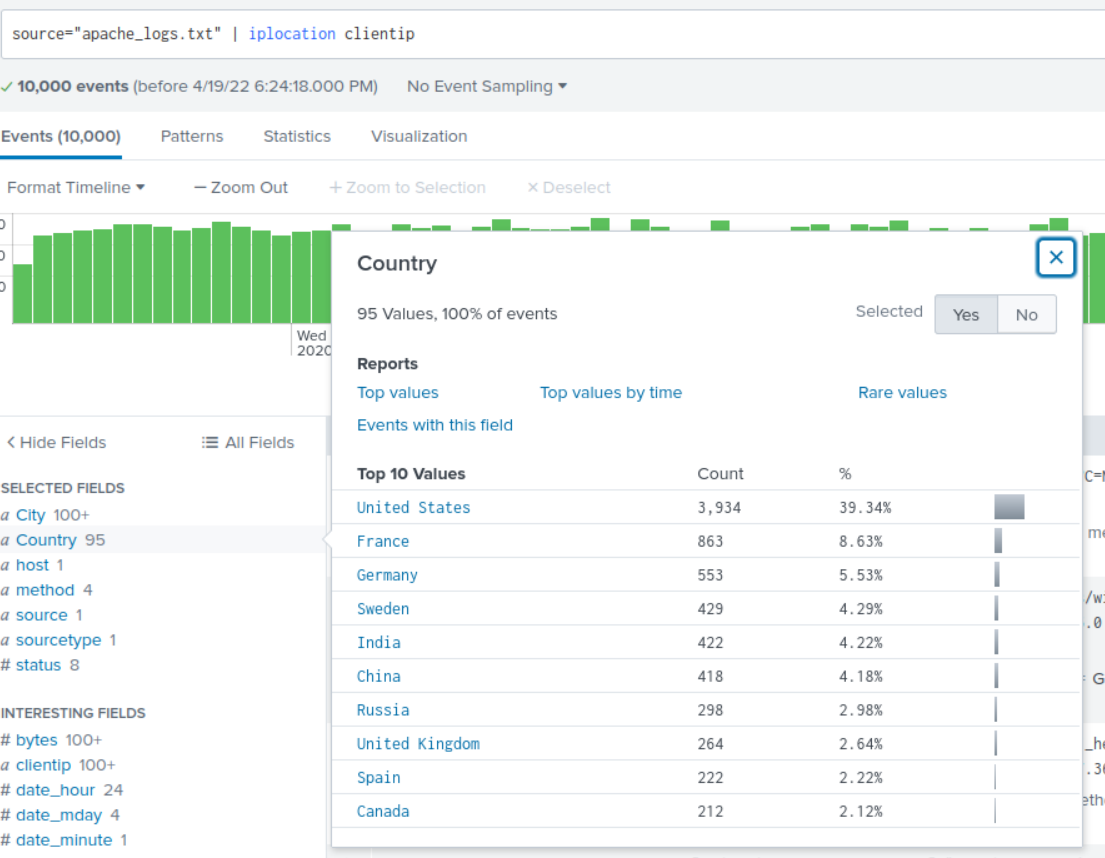 source="apache_logs.txt" | iplocation clientip
10,000 events (before 4/19/22 6:24:18.000 PM) No Event Sampling
Events (10,000) Patterns Statistics Visualization
Format Timeline — Zoom Out + Zoom to Selection × Deselect
0
0
0
Wed
2020
Country
95 Values, 100% of events Selected Yes No
Reports
Top values Top values by time Rare values
Events with this field
Top 10 Values Count %
United States 3,934 39.34%
France 863 8.63%
Germany 553 5.53%
Sweden 429 4.29%
India 422 4.22%
China 418 4.18%
Russia 298 2.98%
United Kingdom 264 2.64%
Spain 222 2.22%
Canada 212 2.12%
< Hide Fields All Fields
SELECTED FIELDS
a City 100+
a Country 95
a host 1
a method 4
a source 1
a sourcetype 1
# status 8
INTERESTING FIELDS
# bytes 100+
a clientip 100+
# date_hour 24
# date_mday 4
# date_minute 1